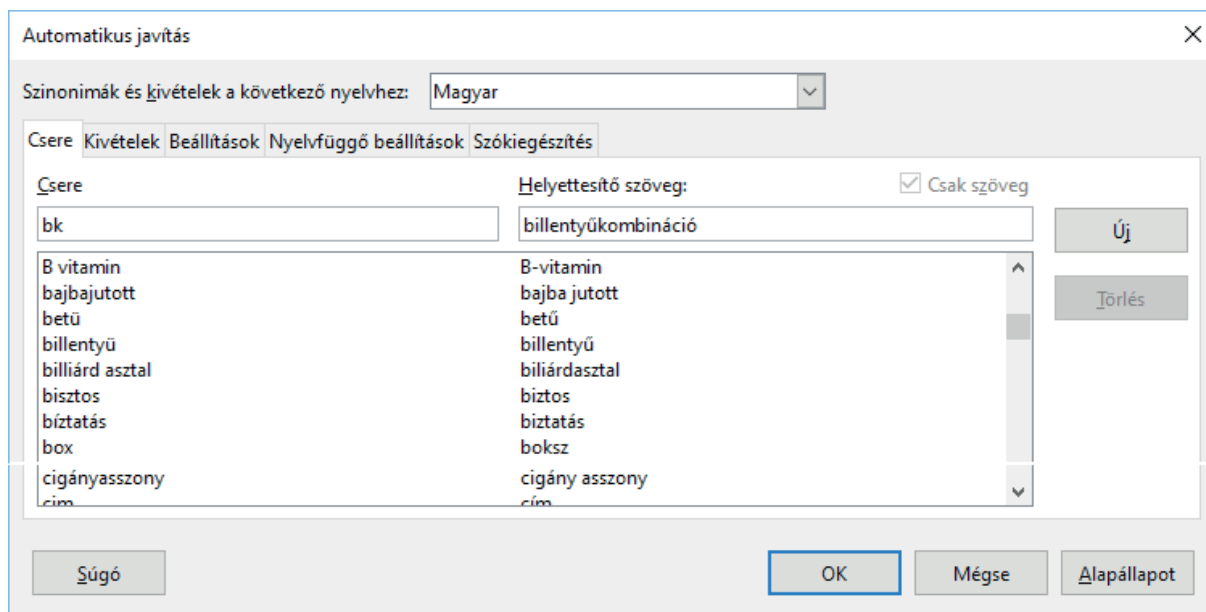 Automatikus javítás
Szinonimák és kivételek a következő nyelvhez: Magyar
Csere Kivételek Beállítások Nyelvfüggő beállítások Szókiegészítés
Csere Helyettesítő szöveg: Csak szöveg
bk billentyűkombináció Új
B vitamin B-vitamin
bajbajutott bajba jutott Törlés
betü betű
billentyü billentyű
billiárd asztal biliárdasztal
bisztos biztos
bíztatás biztatás
box boksz
cigányasszony cigány asszony
cim cím
Súgó OK Mégse Alapállapot